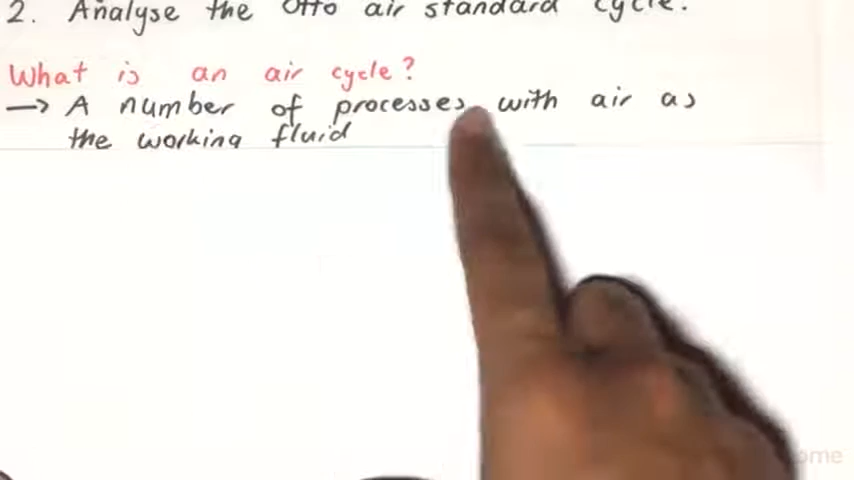 2. Analyse the Otto air standard cycle.
What is an air cycle?
→ A number of processes with air as
the working fluid
ome